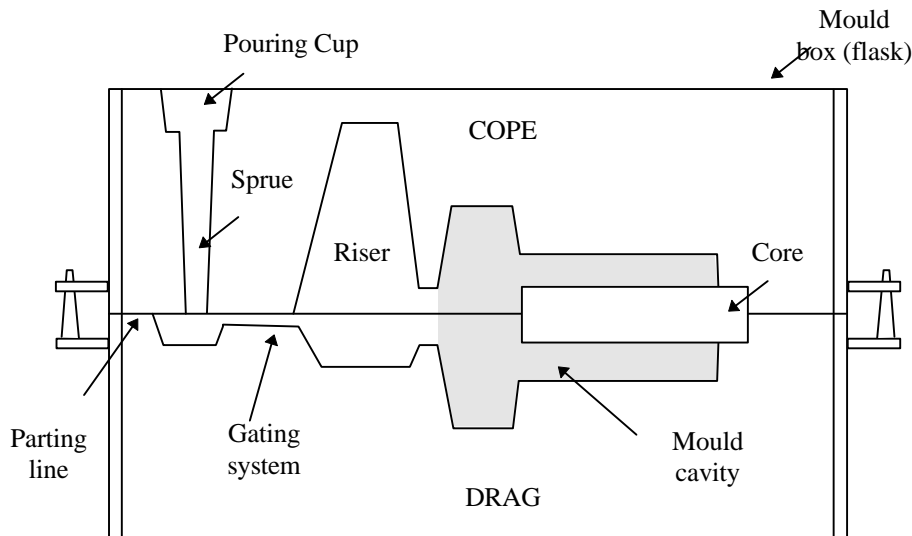 Mould
box (flask)
Pouring Cup
COPE
Sprue
Riser
Core
Parting
line
Gating
system
Mould
cavity
DRAG